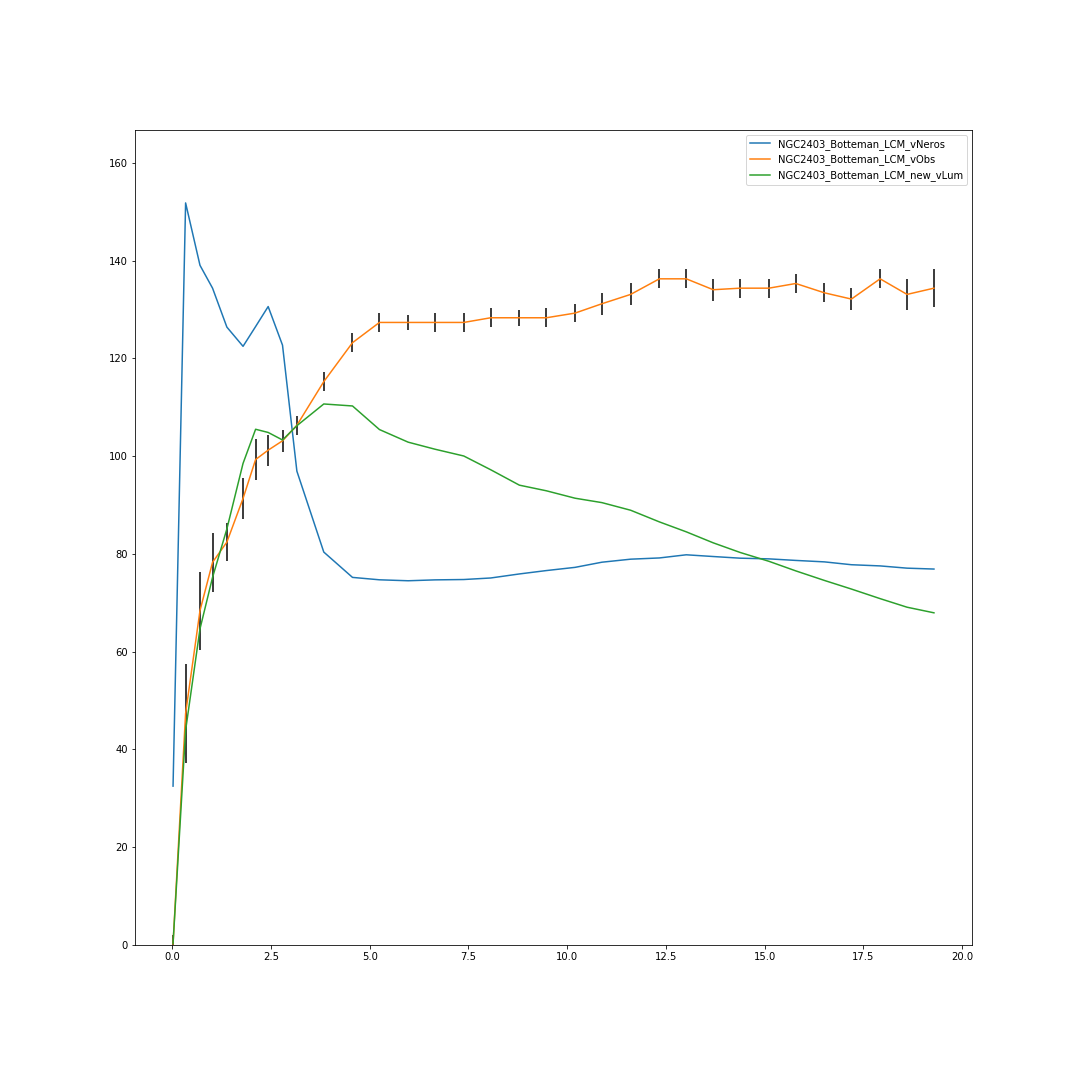 NGC2403_Botteman_LCM_vNeros
NGC2403_Botteman_LCM_vObs
NGC2403_Botteman_LCM_new_vLum
160
140
120
100
80
60
40
20
0
0.0 2.5 5.0 7.5 10.0 12.5 15.0 17.5 20.0